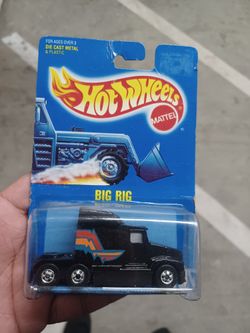 FOR AGES OVER 3
DIE CAST METAL
& PLASTIC
Hot Wheels
MATTEL
BIG RIG